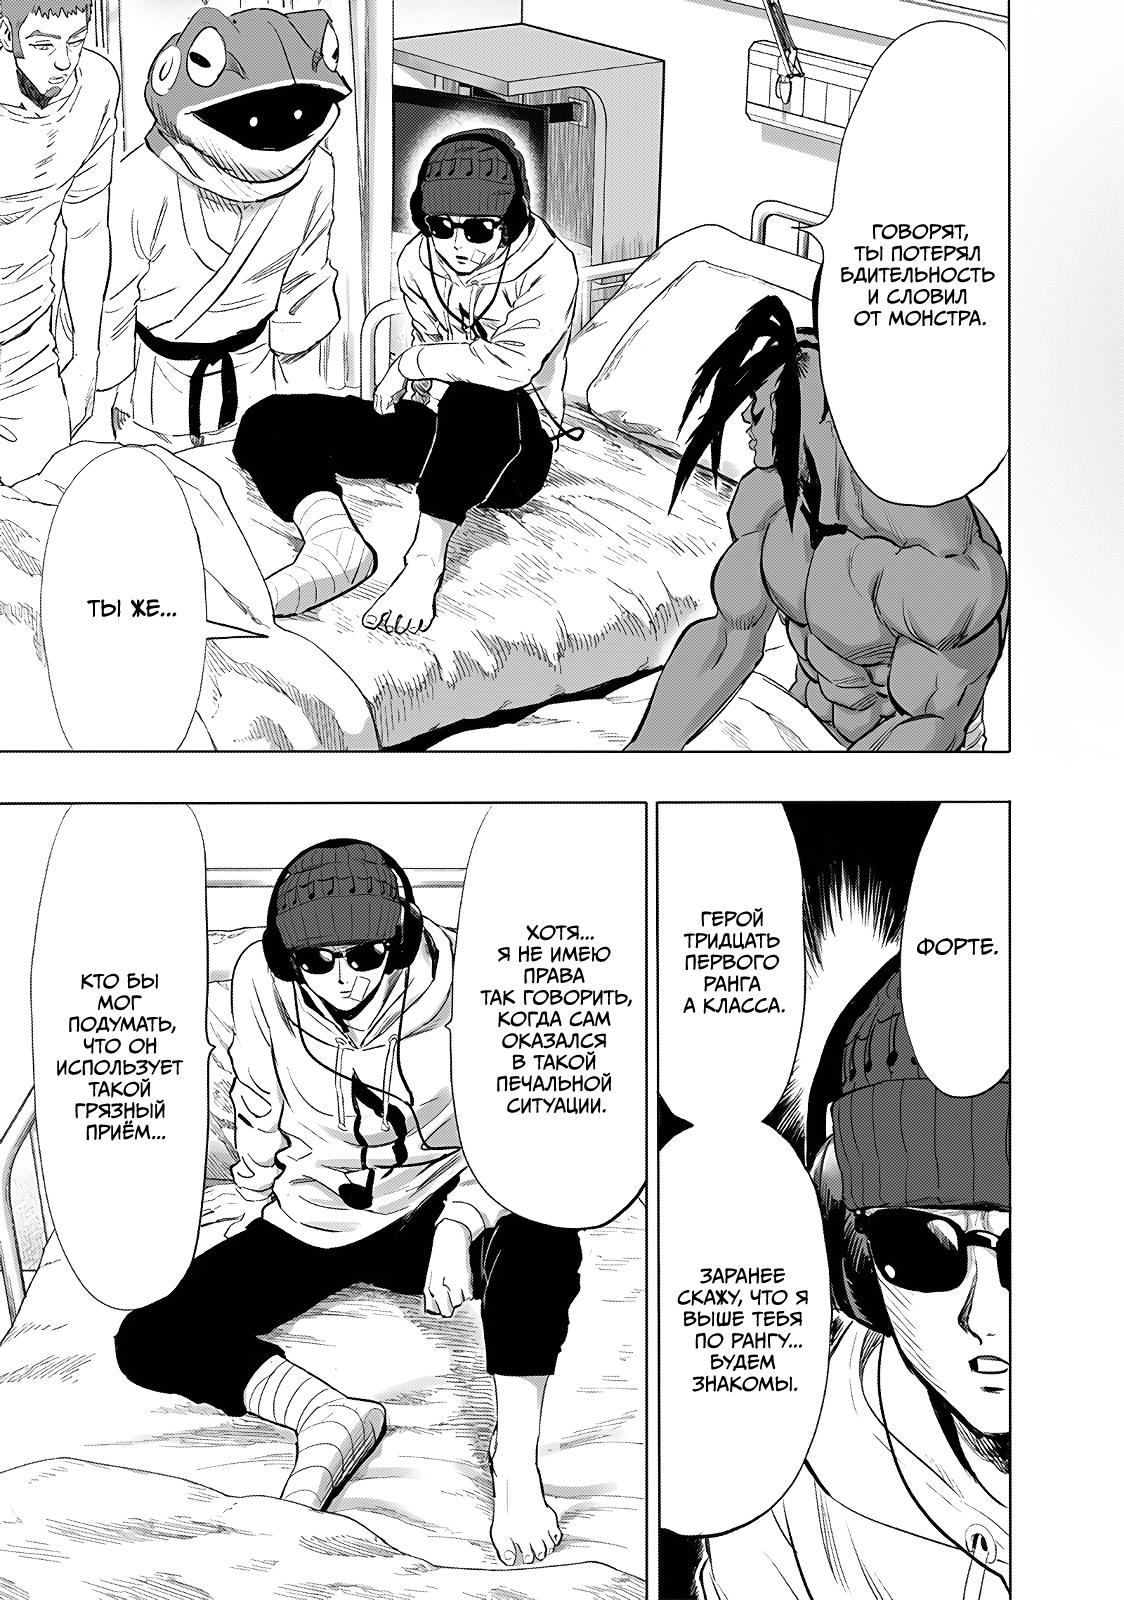 ГОВОРЯТ,
ТЫ ПОТЕРЯЛ
БДИТЕЛЬНОСТЬ
И СЛОВИЛ
ОТ МОНСТРА.
ТЫ ЖЕ...
ФОРТЕ.
ГЕРОЙ
ТРИДЦАТЬ
ПЕРВОГО
РАНГА
А КЛАССА.
ЗАРАНЕЕ
СКАЖУ, ЧТО Я
ВЫШЕ ТЕБЯ
ПО РАНГУ...
БУДЕМ
ЗНАКОМЫ.
ХОТЯ...
Я НЕ ИМЕЮ
ПРАВА
ТАК ГОВОРИТЬ,
КОГДА САМ
ОКАЗАЛСЯ
В ТАКОЙ
ПЕЧАЛЬНОЙ
СИТУАЦИИ.
КТО БЫ
МОГ
ПОДУМАТЬ,
ЧТО ОН
ИСПОЛЬЗУЕТ
ТАКОЙ
ГРЯЗНЫЙ
ПРИЁМ...